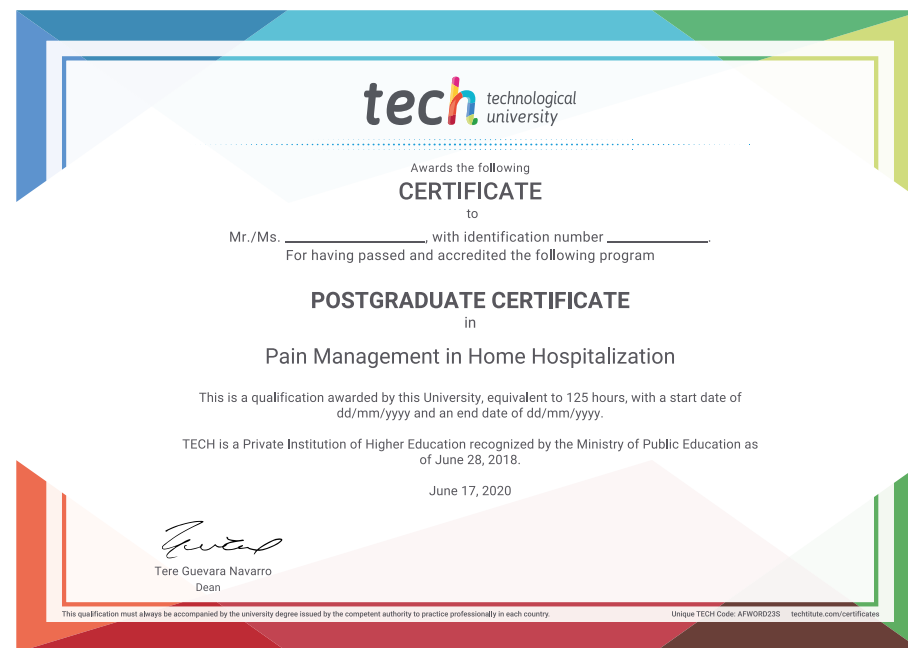 tech technological
university
Awards the following
CERTIFICATE
to
Mr./Ms. ____________________, with identification number ______________.
For having passed and accredited the following program
POSTGRADUATE CERTIFICATE
in
Pain Management in Home Hospitalization
This is a qualification awarded by this University, equivalent to 125 hours, with a start date of
dd/mm/yyyy and an end date of dd/mm/yyyy.
TECH is a Private Institution of Higher Education recognized by the Ministry of Public Education as
of June 28, 2018.
June 17, 2020
Tere Guevara Navarro
Dean
This qualification must always be accompanied by the university degree issued by the competent authority to practice professionally in each country. Unique TECH Code: AFWORD23S techtitute.com/certificates